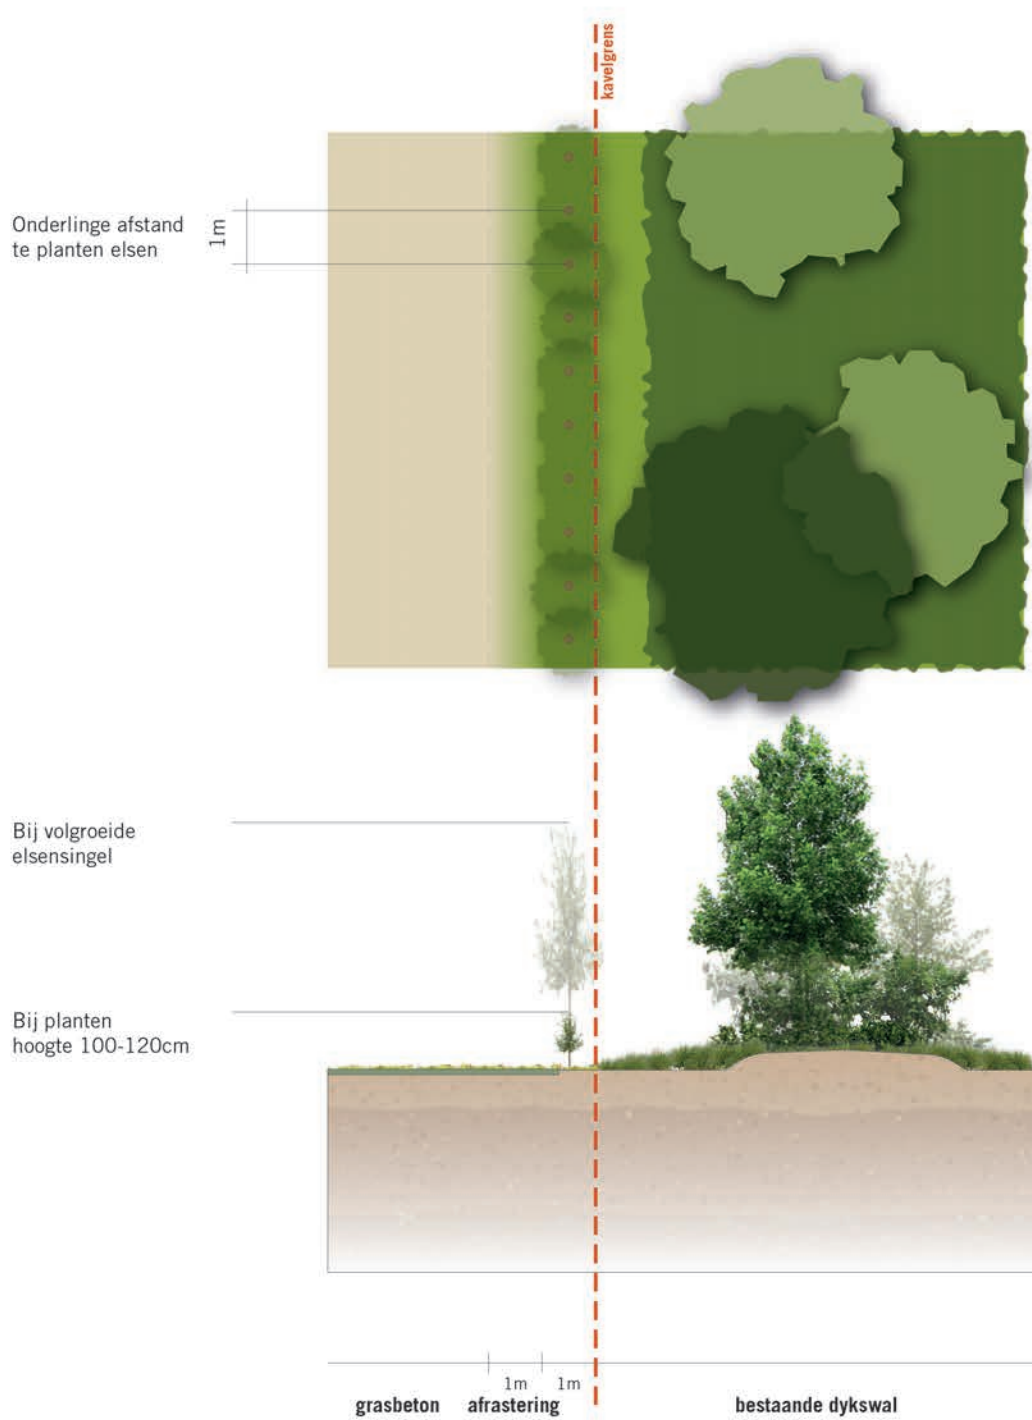 kavelgrens
Onderlinge afstand
te planten elsen
1m
Bij volgroeide
elsensingel
Bij planten
hoogte 100-120cm
1m 1m
grasbeton afrastering bestaande dykswal